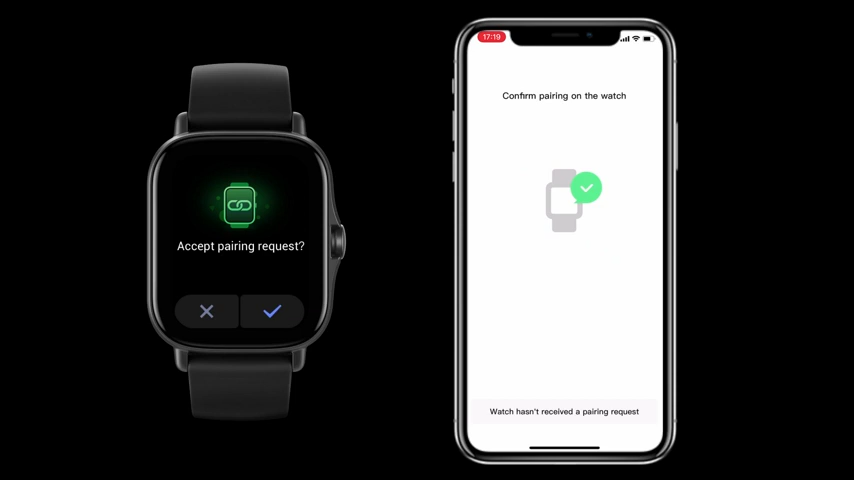 17:19
Confirm pairing on the watch
Accept pairing request?
Watch hasn't received a pairing request